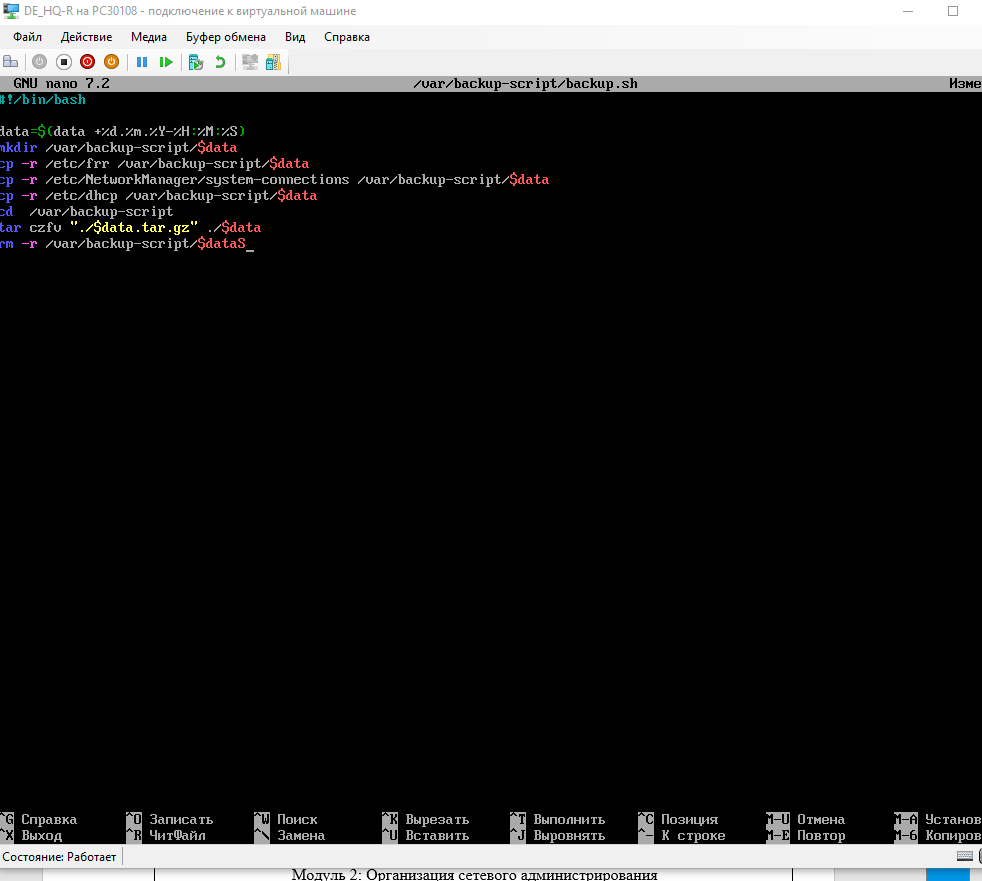 DE_HQ-R на PC30108 - подключение к виртуальной машине
Файл Действие Медиа Буфер обмена Вид Справка
GNU nano 7.2 /var/backup-script/backup.sh Изме
#!/bin/bash
data=$(data +%d.%m.%Y-%H:%M:%S)
mkdir /var/backup-script/$data
cp -r /etc/frr /var/backup-script/$data
cp -r /etc/NetworkManager/system-connections /var/backup-script/$data
cp -r /etc/dhcp /var/backup-script/$data
cd /var/backup-script
tar czfv "./$data.tar.gz" ./$data
rm -r /var/backup-script/$dataS_
^G Справка ^O Записать ^W Поиск ^K Вырезать ^T Выполнить ^C Позиция M-U Отмена M-A Установ
^X Выход ^R ЧитФайл ^\ Замена ^U Вставить ^J Выровнять ^- К строке M-E Повтор M-6 Копиров
Состояние: Работает
Модуль 2: Организация сетевого администрирования